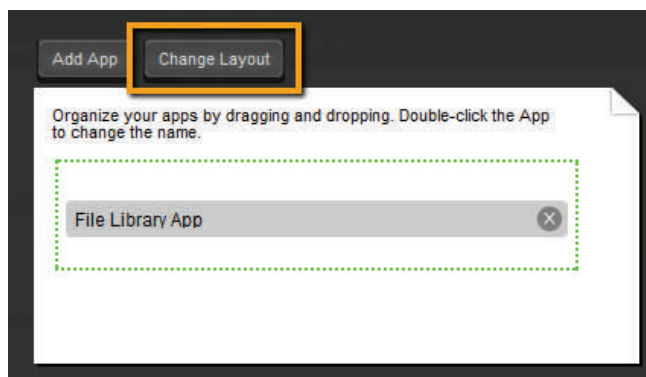 Add App Change Layout
Organize your apps by dragging and dropping. Double-click the App
to change the name.
File Library App